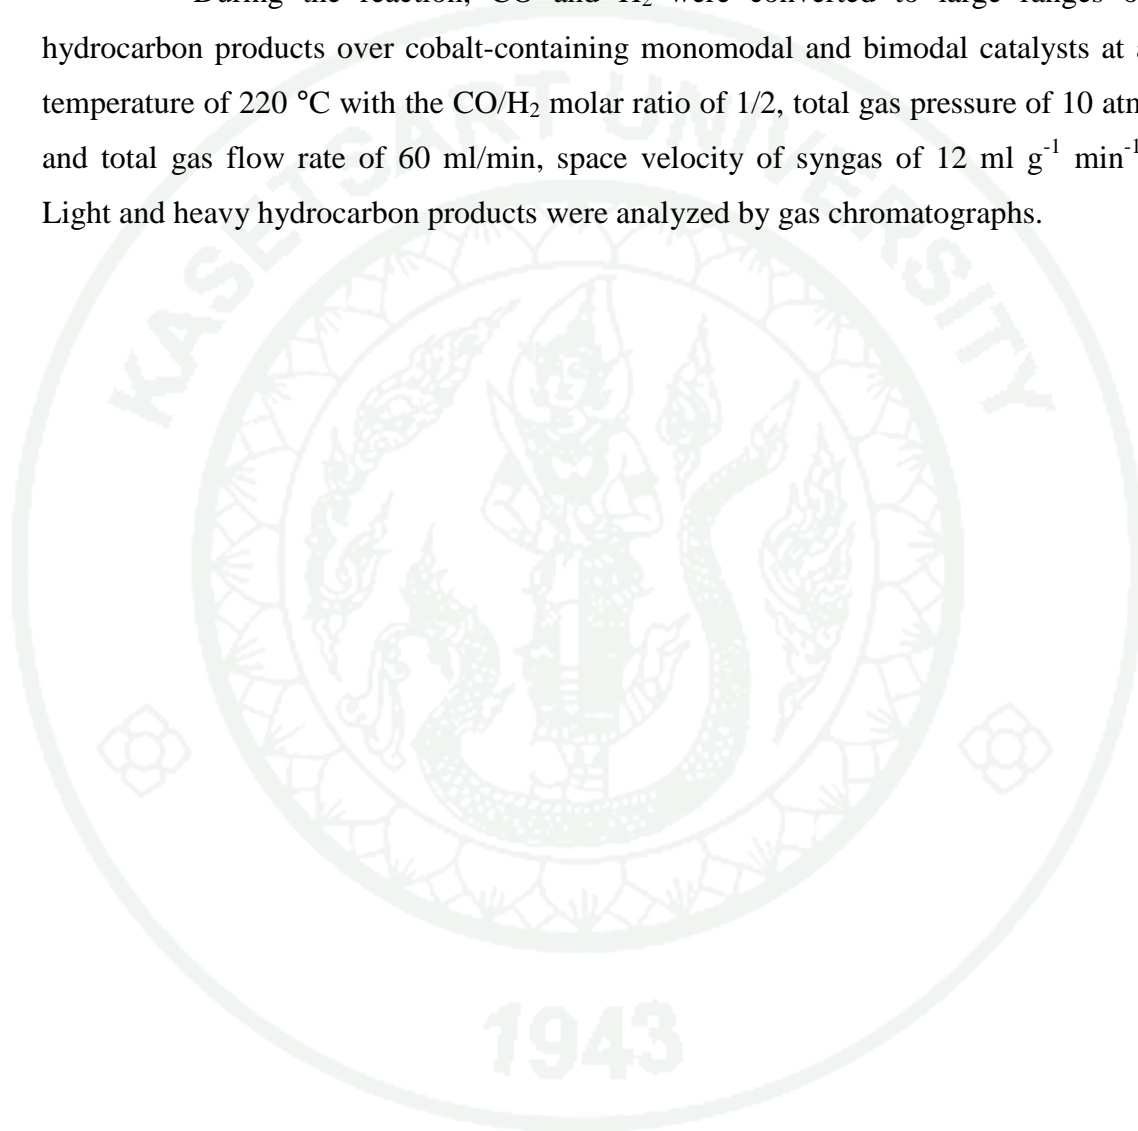 During the reaction, CO and H₂ were converted to large ranges
hydrocarbon products over cobalt-containing monomodal and bimodal catalysts at
temperature of 220 °C with the CO/H₂ molar ratio of 1/2, total gas pressure of 10 atm
and total gas flow rate of 60 ml/min, space velocity of syngas of 12 ml g⁻¹ min⁻¹
Light and heavy hydrocarbon products were analyzed by gas chromatographs.
KASETSART UNIVERSITY
1943